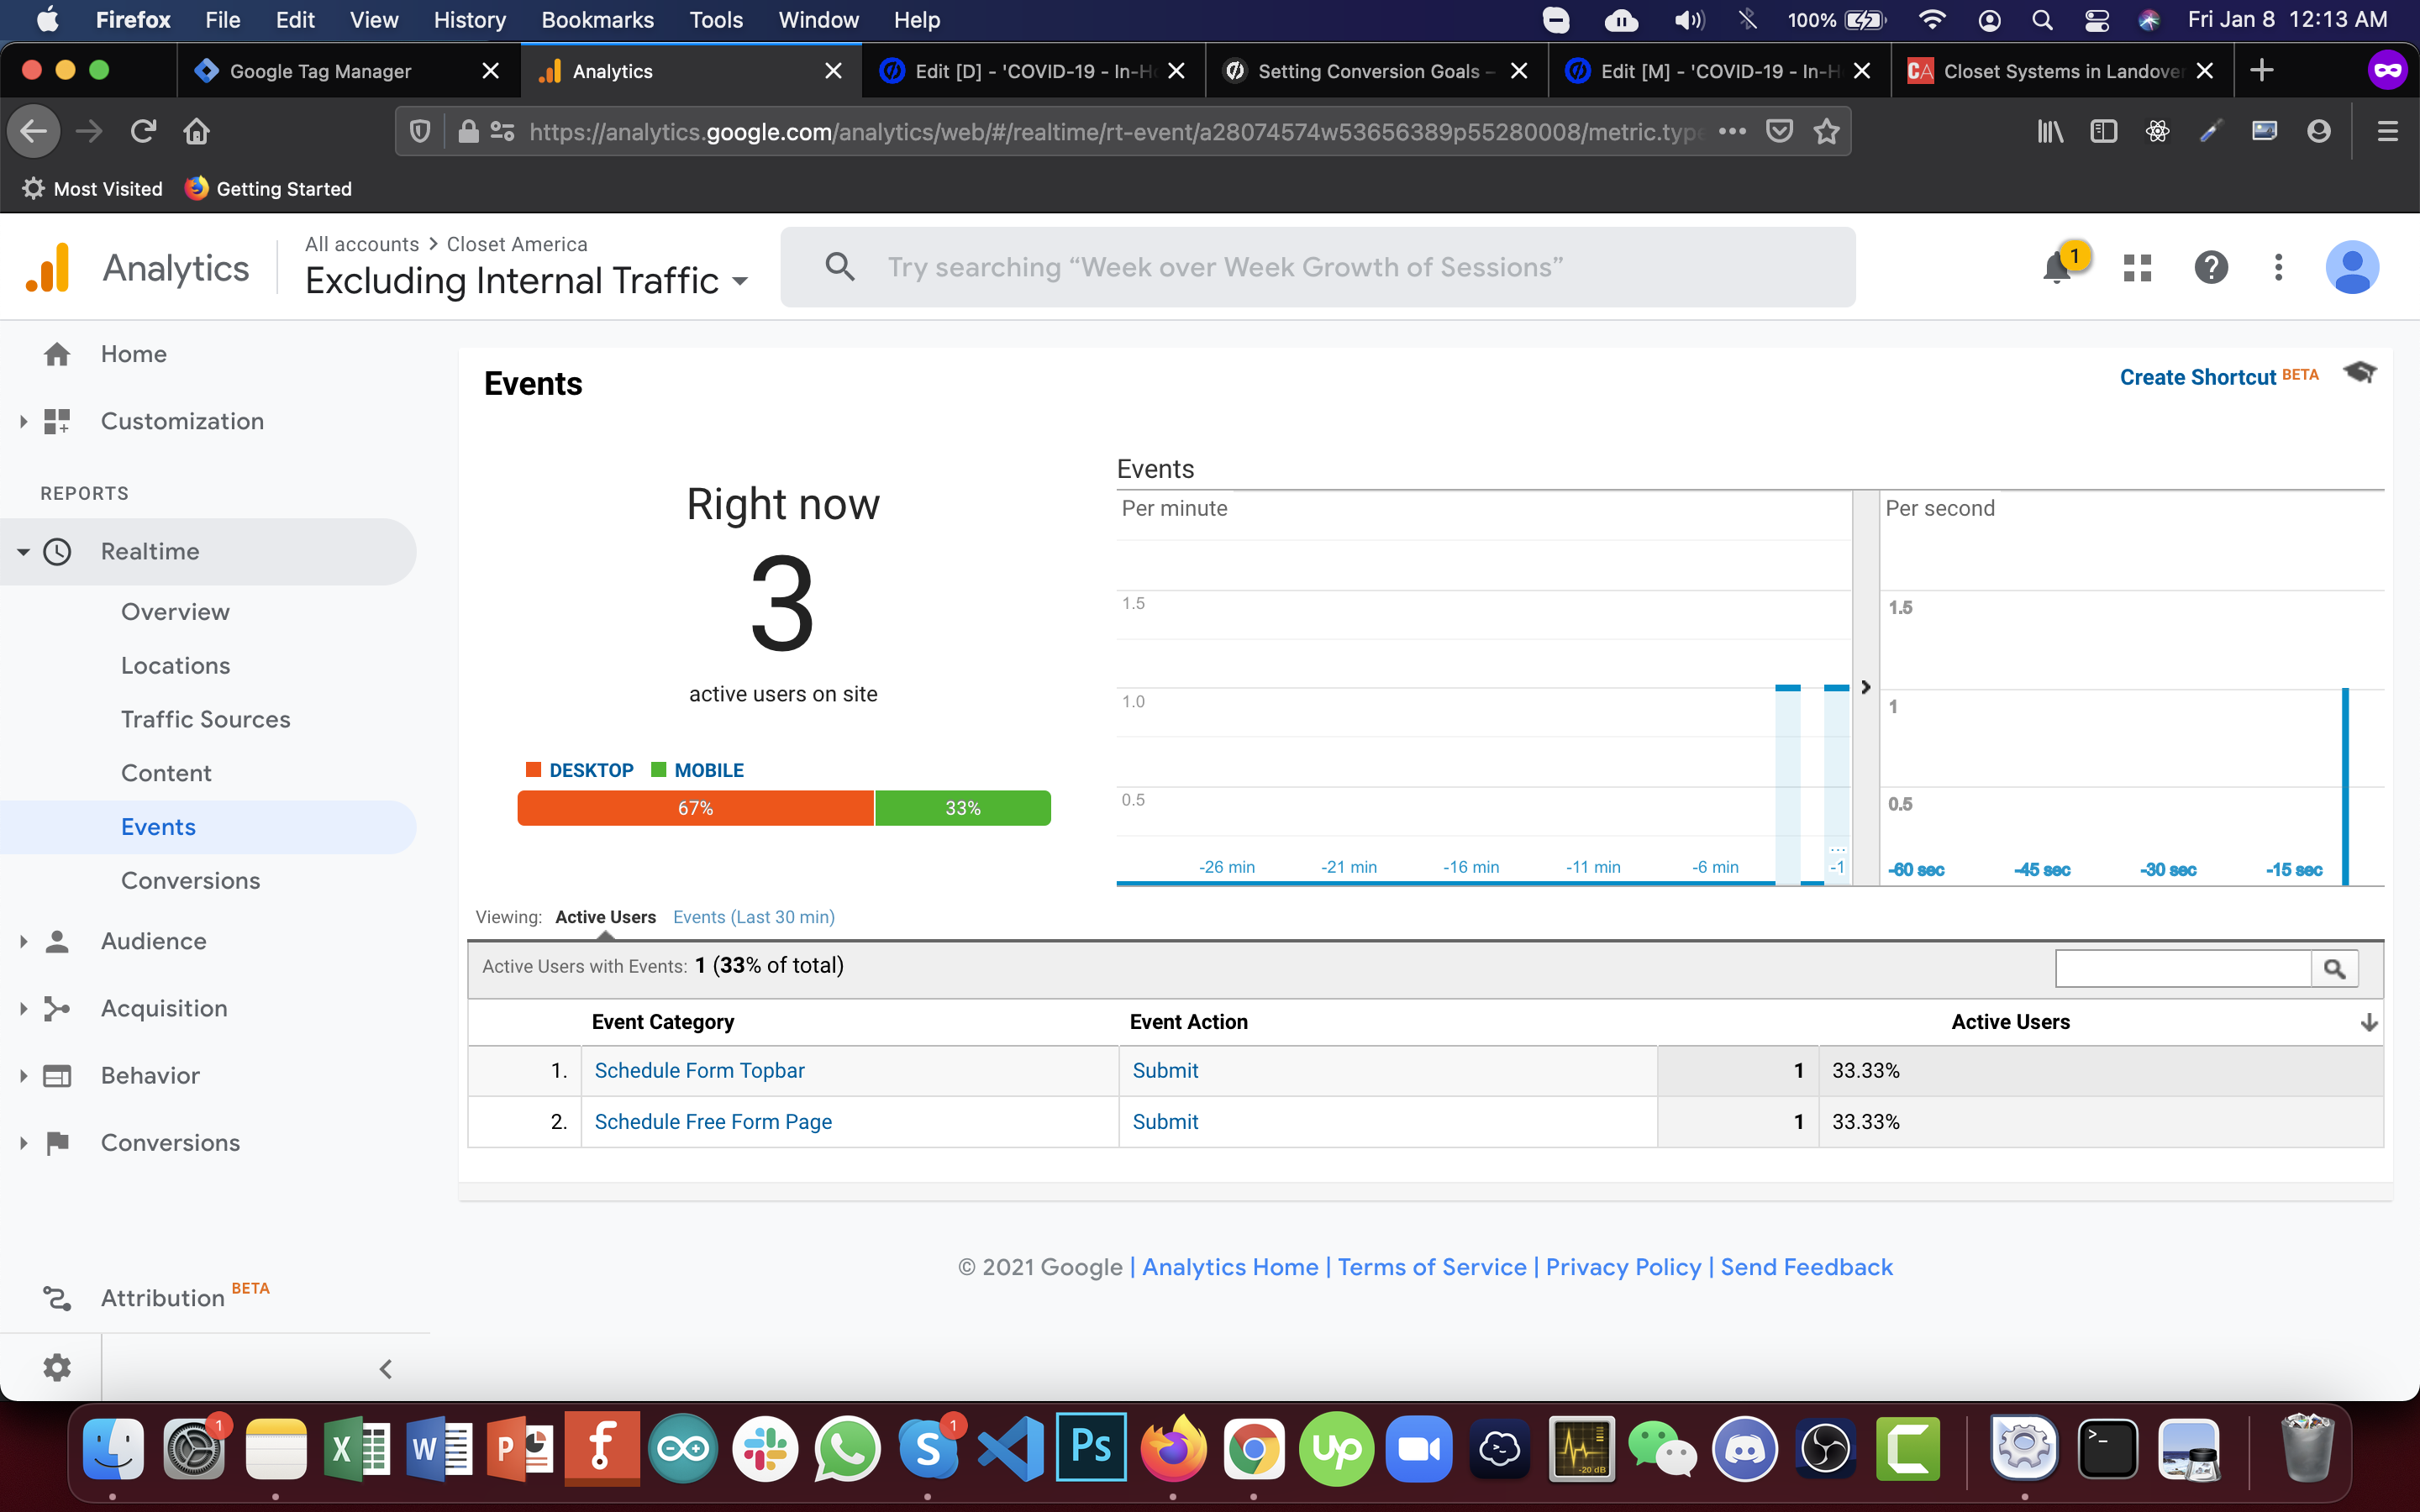 Firefox File Edit View History Bookmarks Tools Window Help 100% Fri Jan 8 12:13 AM
Google Tag Manager Analytics Edit [D] - 'COVID-19 - In-Ho Setting Conversion Goals – Edit [M] - 'COVID-19 - In-H CA Closet Systems in Landover
https://analytics.google.com/analytics/web/#/realtime/rt-event/a28074574w53656389p55280008/metric.type
Most Visited Getting Started
Analytics
All accounts > Closet America
Excluding Internal Traffic
Try searching “Week over Week Growth of Sessions”
1
Home
Customization
REPORTS
Realtime
Overview
Locations
Traffic Sources
Content
Events
Conversions
Audience
Acquisition
Behavior
Conversions
Attribution BETA
Events
Create Shortcut BETA
Right now
3
active users on site
DESKTOP MOBILE
67% 33%
Events
Per minute
1.5
1.0
0.5
-26 min -21 min -16 min -11 min -6 min -1
Per second
1.5
1
0.5
-60 sec -45 sec -30 sec -15 sec
Viewing: Active Users Events (Last 30 min)
Active Users with Events: 1 (33% of total)
Event Category Event Action Active Users
1. Schedule Form Topbar Submit 1 33.33%
2. Schedule Free Form Page Submit 1 33.33%
© 2021 Google | Analytics Home | Terms of Service | Privacy Policy | Send Feedback
1 X W P f S 1 Ps up -20 dB C >_